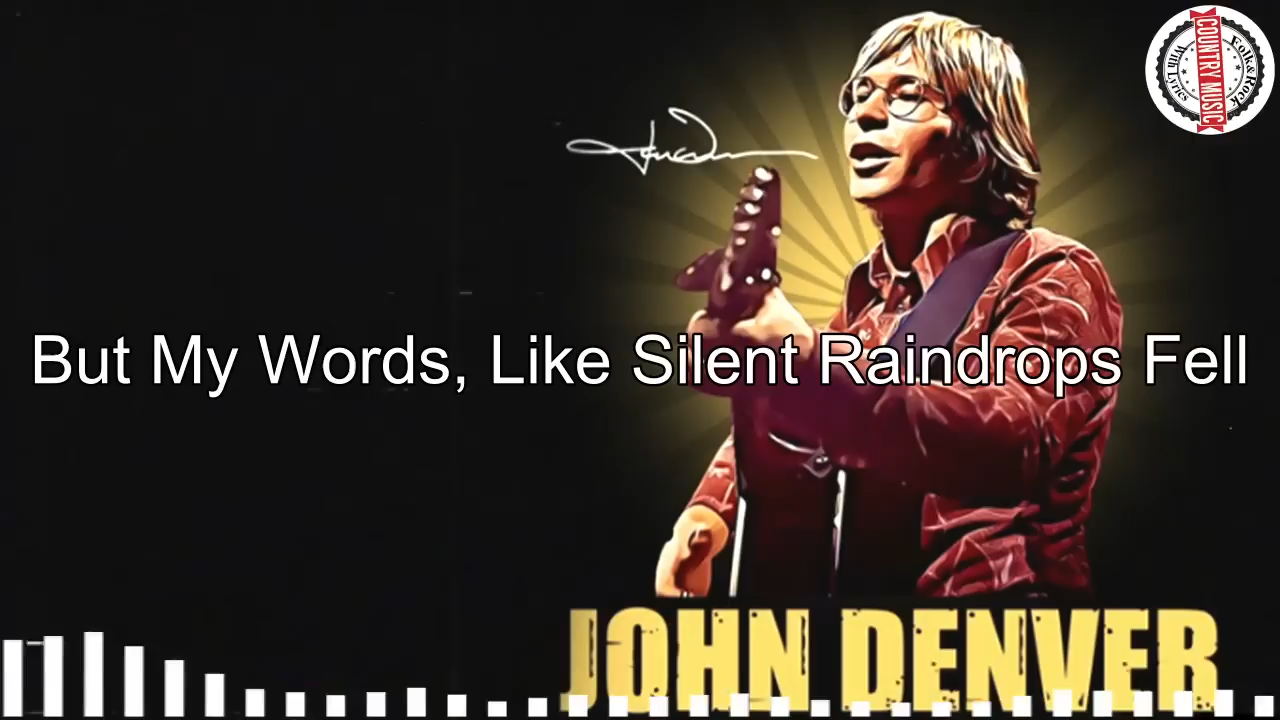 COUNTRY MUSIC
Folk&Rock
With Lyrics
But My Words, Like Silent Raindrops Fell
JOHN DENVER